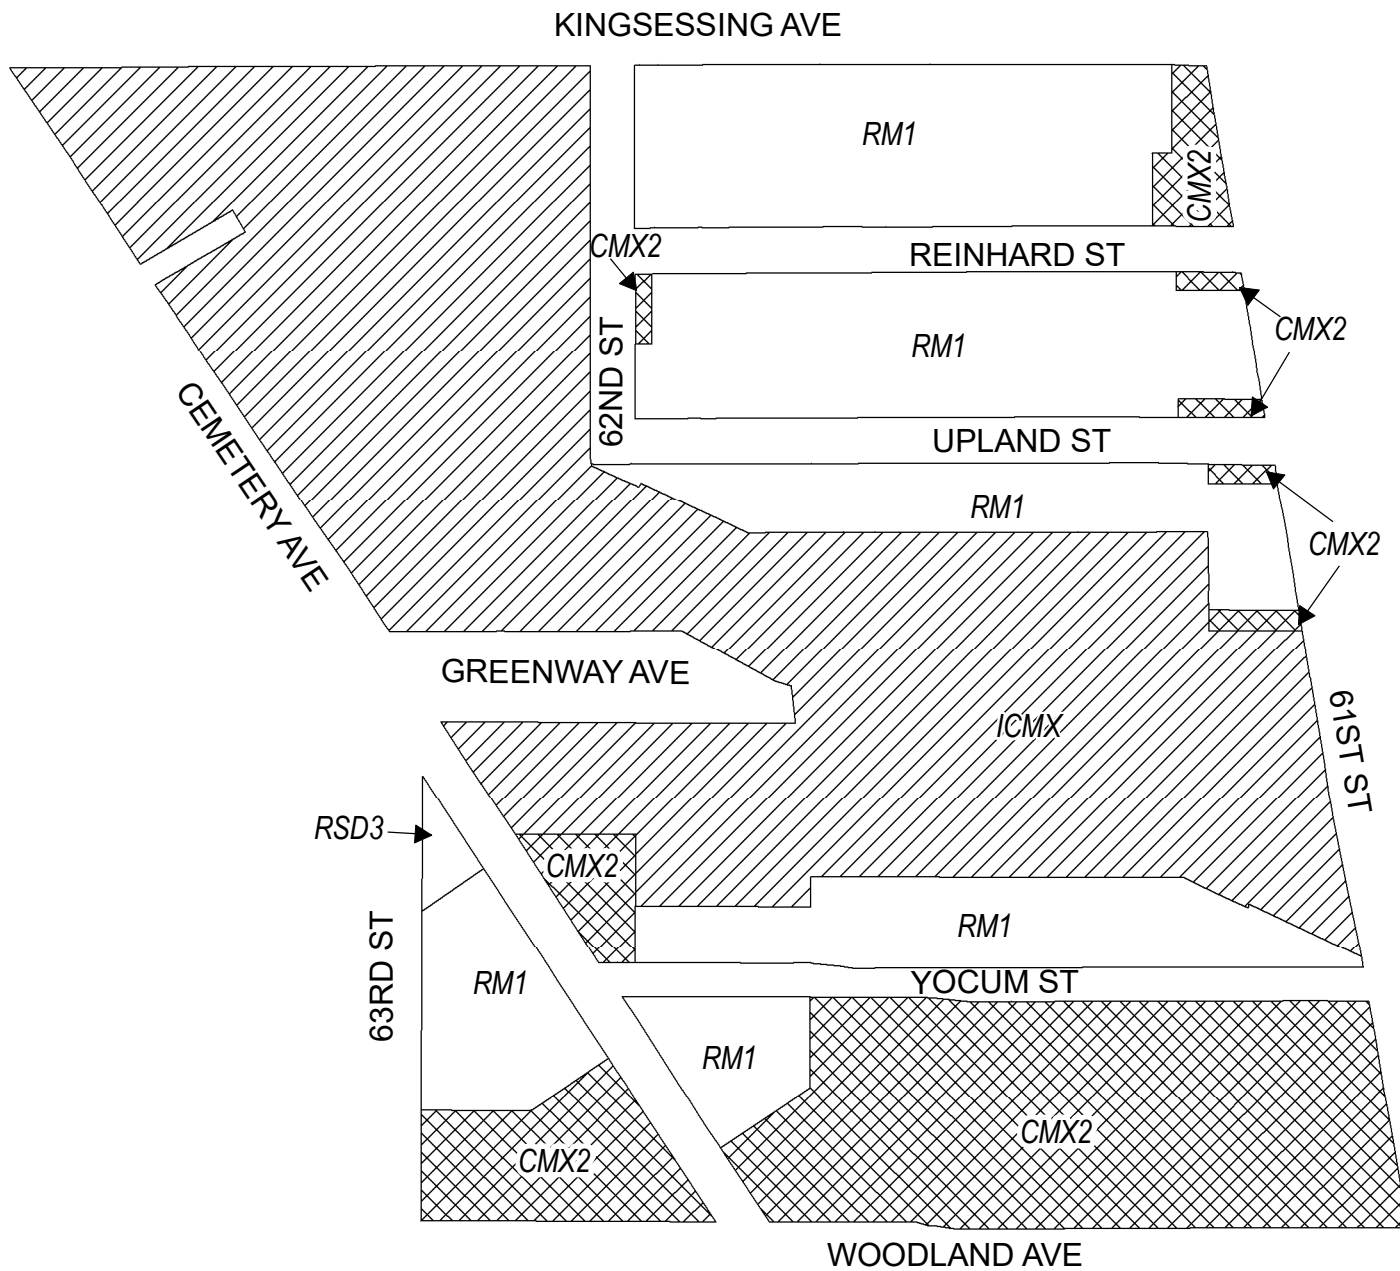 KINGSESSING AVE
RM1
CMX2
CMX2
REINHARD ST
62ND ST
RM1
CMX2
UPLAND ST
CEMETERY AVE
RM1
CMX2
GREENWAY AVE
ICMX
61ST ST
RSD3
CMX2
63RD ST
RM1
RM1
YOCUM ST
RM1
CMX2
CMX2
WOODLAND AVE